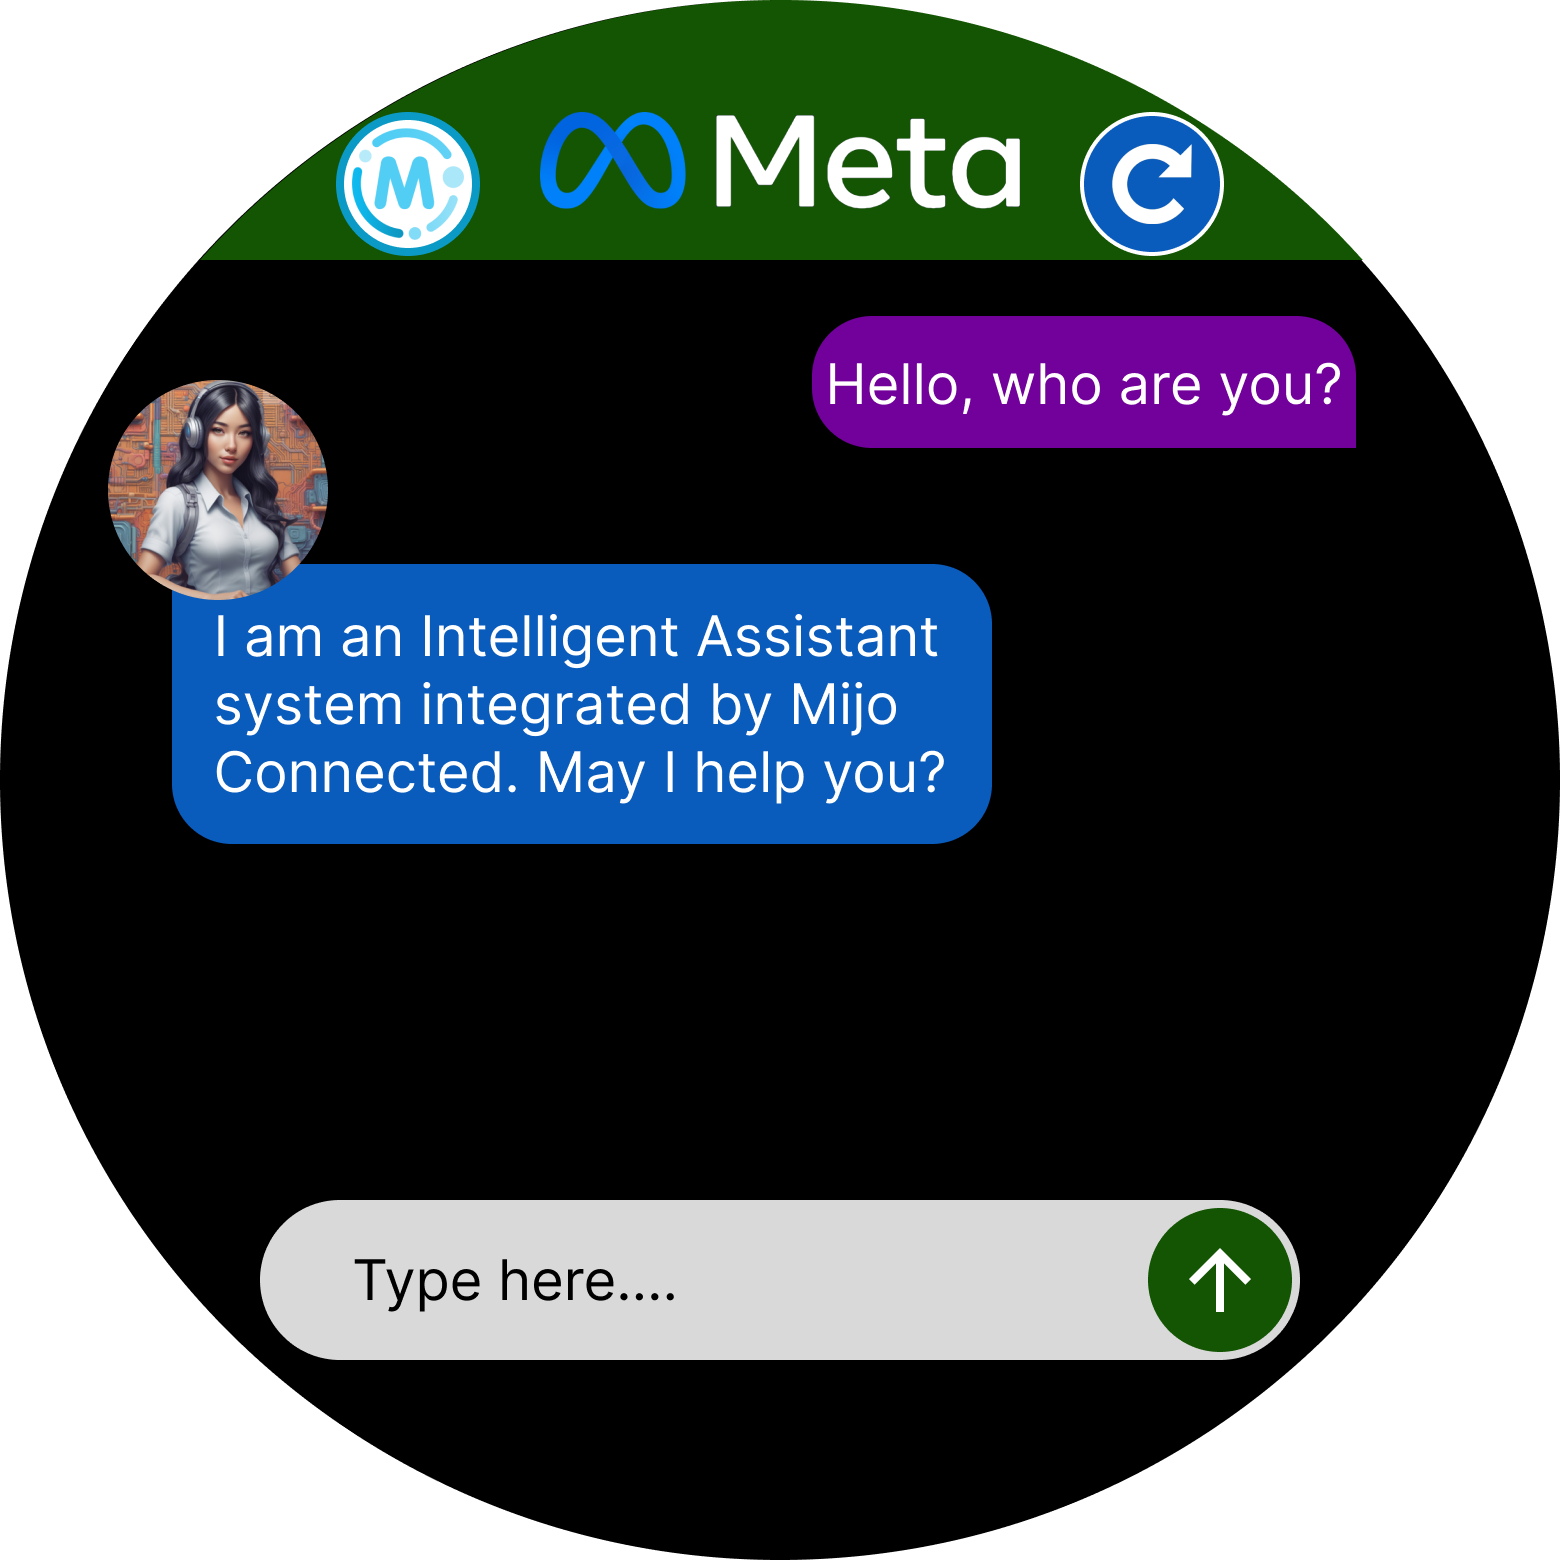 M
Meta
Hello, who are you?
I am an Intelligent Assistant
system integrated by Mijo
Connected. May I help you?
Type here....